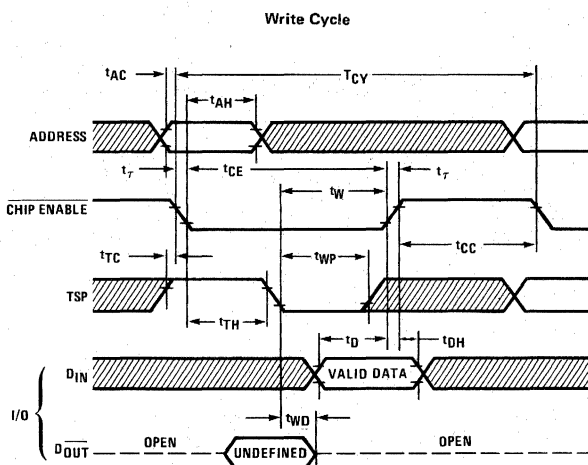 Write Cycle
tAC
TCY
tAH
ADDRESS
tτ
tCE
tτ
tW
CHIP ENABLE
tCC
tTC
tWP
TSP
tTH
tD
tDH
DIN
VALID DATA
I/O
tWD
DOUT
OPEN
UNDEFINED
OPEN